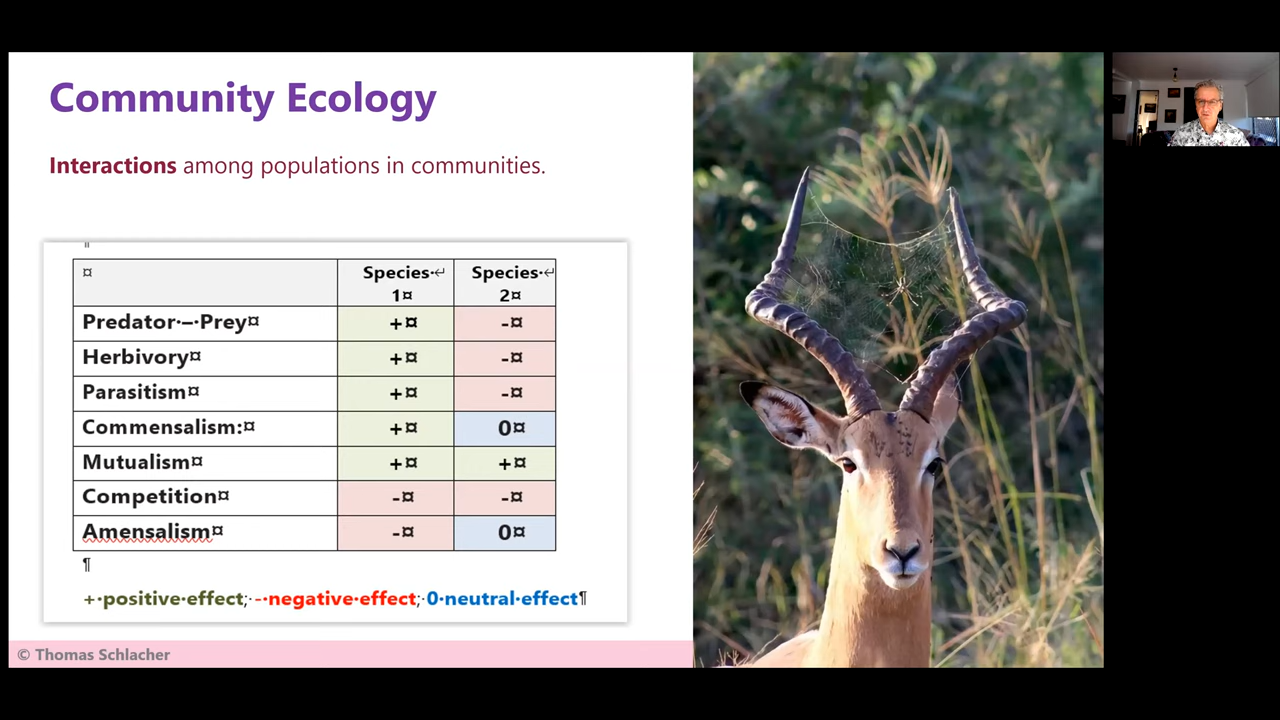 Community Ecology
Interactions among populations in communities.
¶
¤ Species·↵ Species·↵
1¤ 2¤
Predator·–·Prey¤ +¤ -¤
Herbivory¤ +¤ -¤
Parasitism¤ +¤ -¤
Commensalism:¤ +¤ 0¤
Mutualism¤ +¤ +¤
Competition¤ -¤ -¤
Amensalism¤ -¤ 0¤
¶
+·positive·effect;·-·negative·effect;·0·neutral·effect¶
© Thomas Schlacher